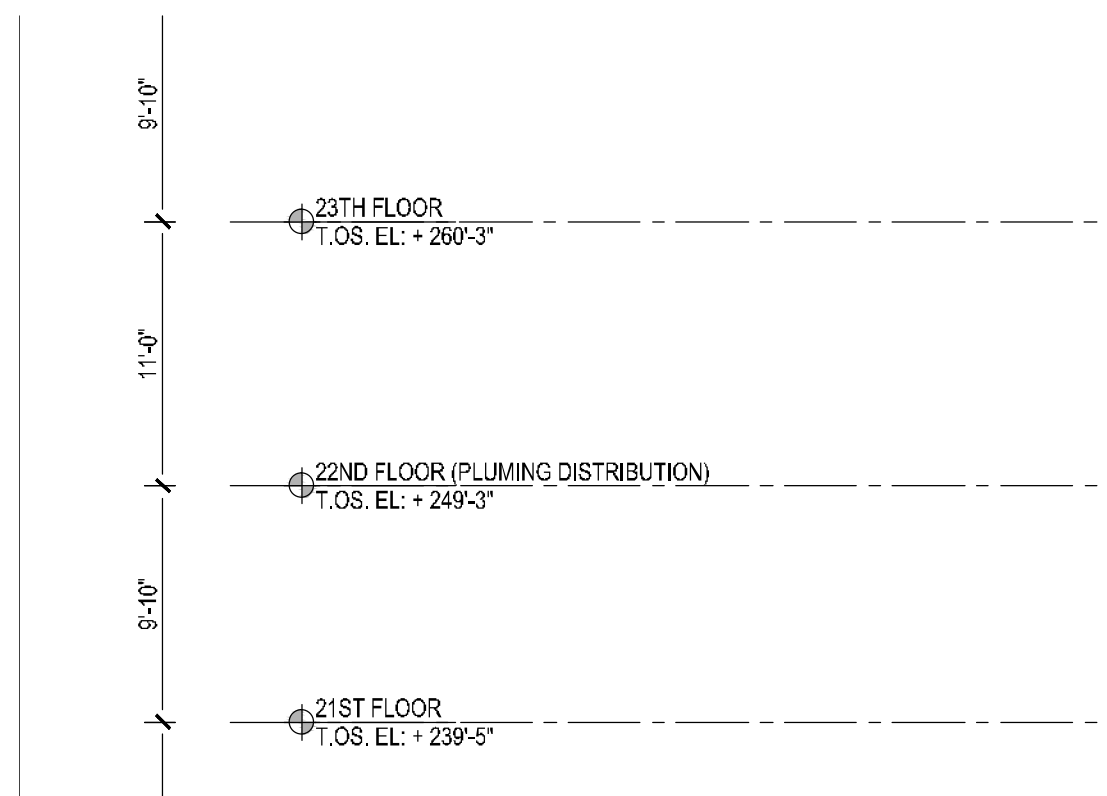 9'-10"
23TH FLOOR
T.OS. EL: + 260'-3"
11'-0"
22ND FLOOR (PLUMING DISTRIBUTION)
T.OS. EL: + 249'-3"
9'-10"
21ST FLOOR
T.OS. EL: + 239'-5"